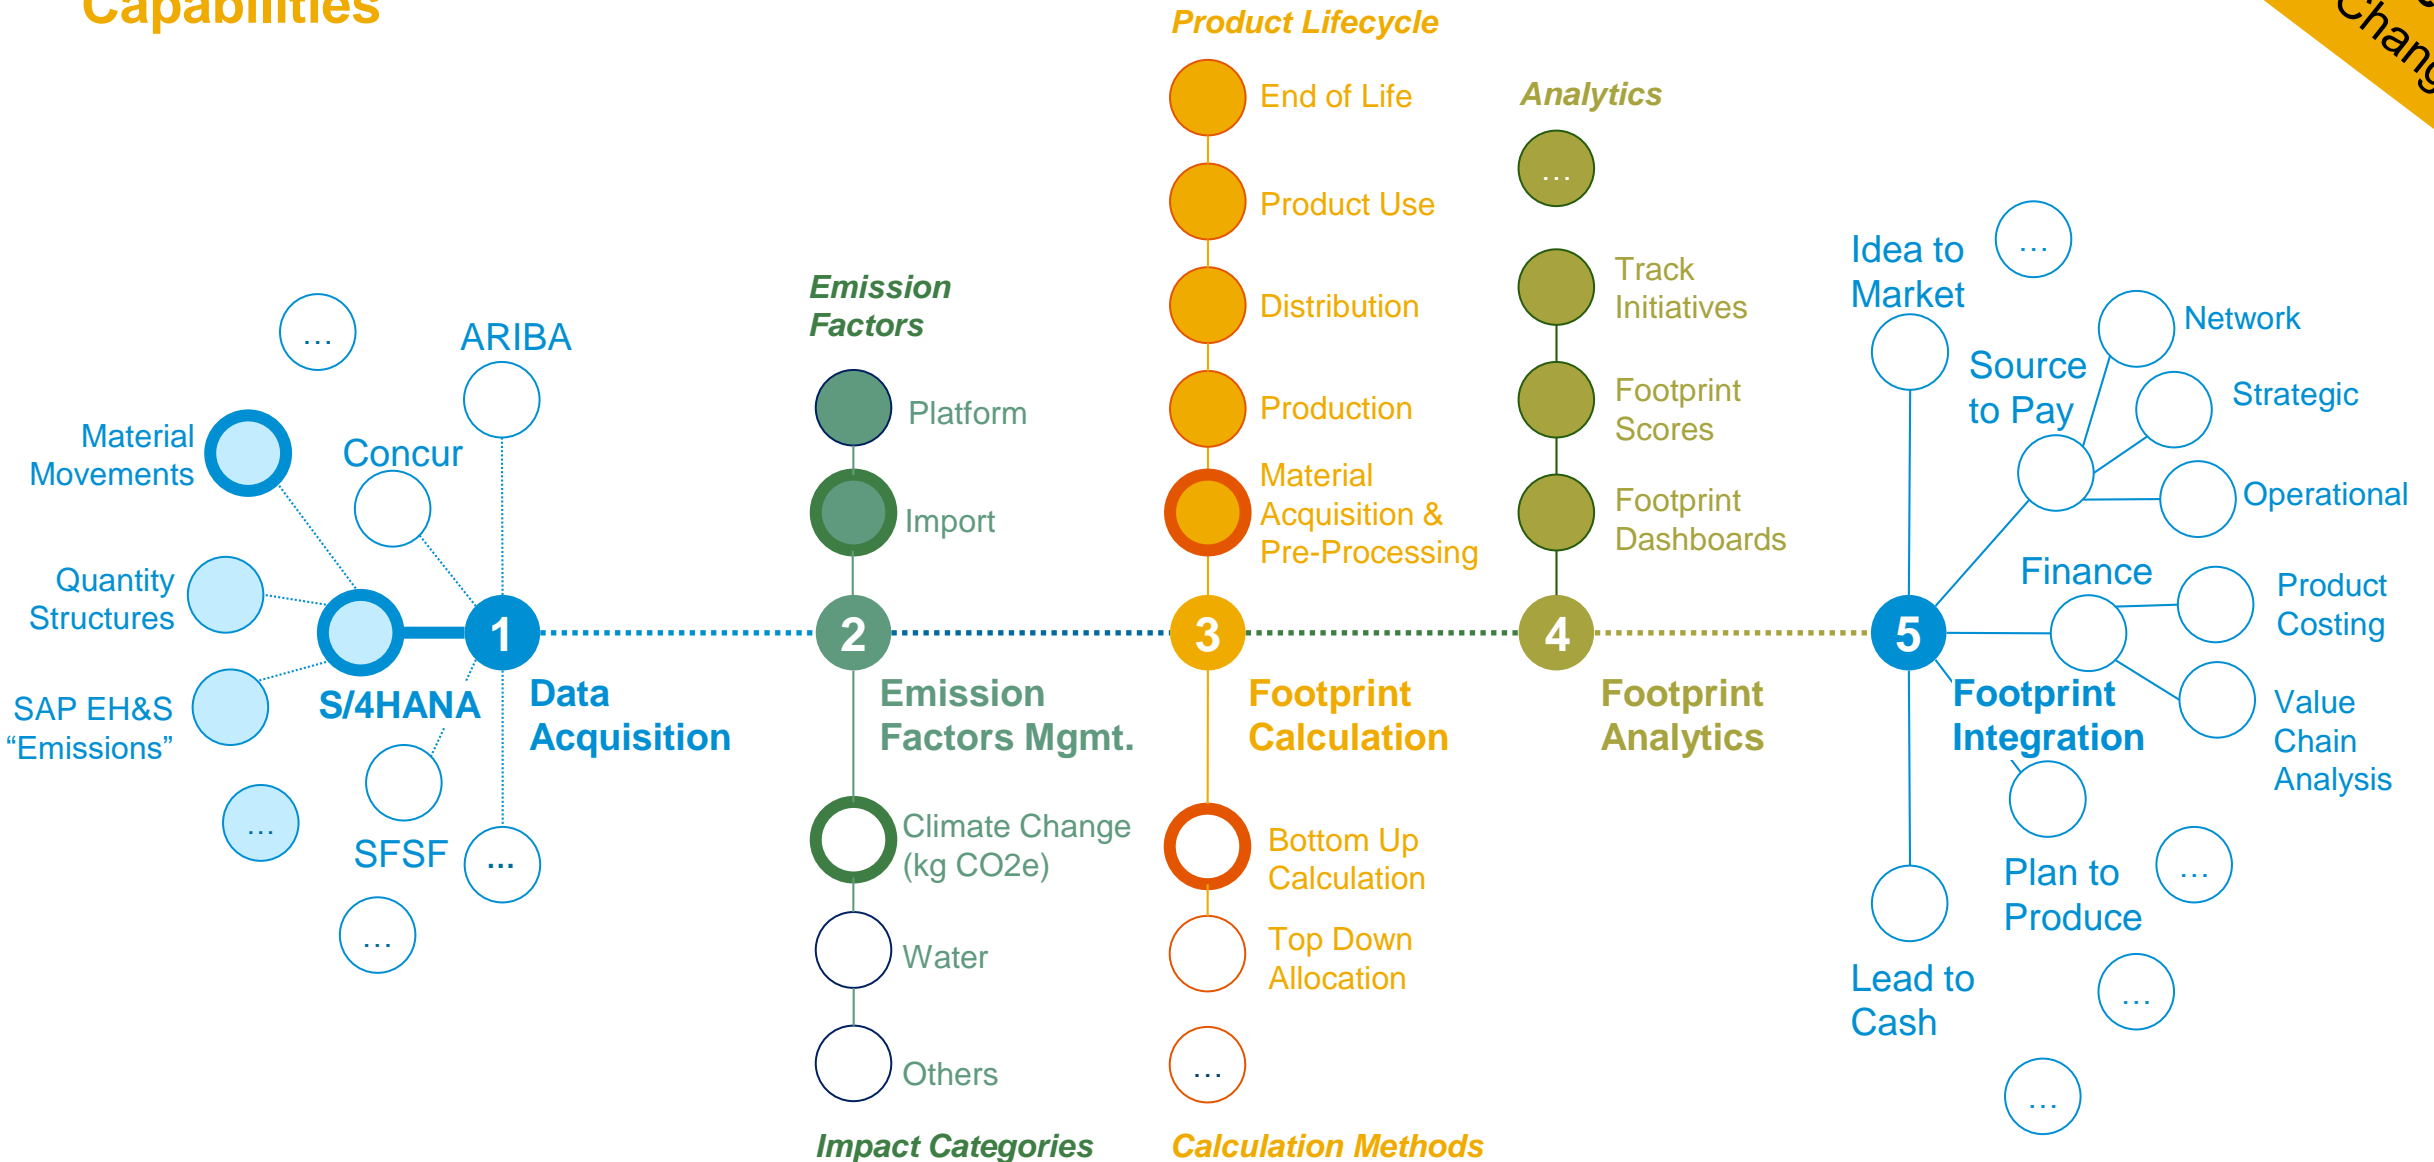 Capabilities
Product Lifecycle
End of Life
Product Use
Distribution
Production
Material
Acquisition &
Pre-Processing
Analytics
…
Track
Initiatives
Footprint
Scores
Footprint
Dashboards
Emission
Factors
Platform
Import
…
ARIBA
Concur
Material
Movements
Quantity
Structures
SAP EH&S
“Emissions”
…
S/4HANA
SFSF
…
…
1
Data
Acquisition
2
Emission
Factors Mgmt.
3
Footprint
Calculation
4
Footprint
Analytics
5
Footprint
Integration
Climate Change
(kg CO2e)
Water
Others
Impact Categories
Bottom Up
Calculation
Top Down
Allocation
…
Calculation Methods
Idea to
Market
…
Source
to Pay
Network
Strategic
Operational
Finance
Product
Costing
Value
Chain
Analysis
Plan to
Produce
…
…
…
Lead to
Cash